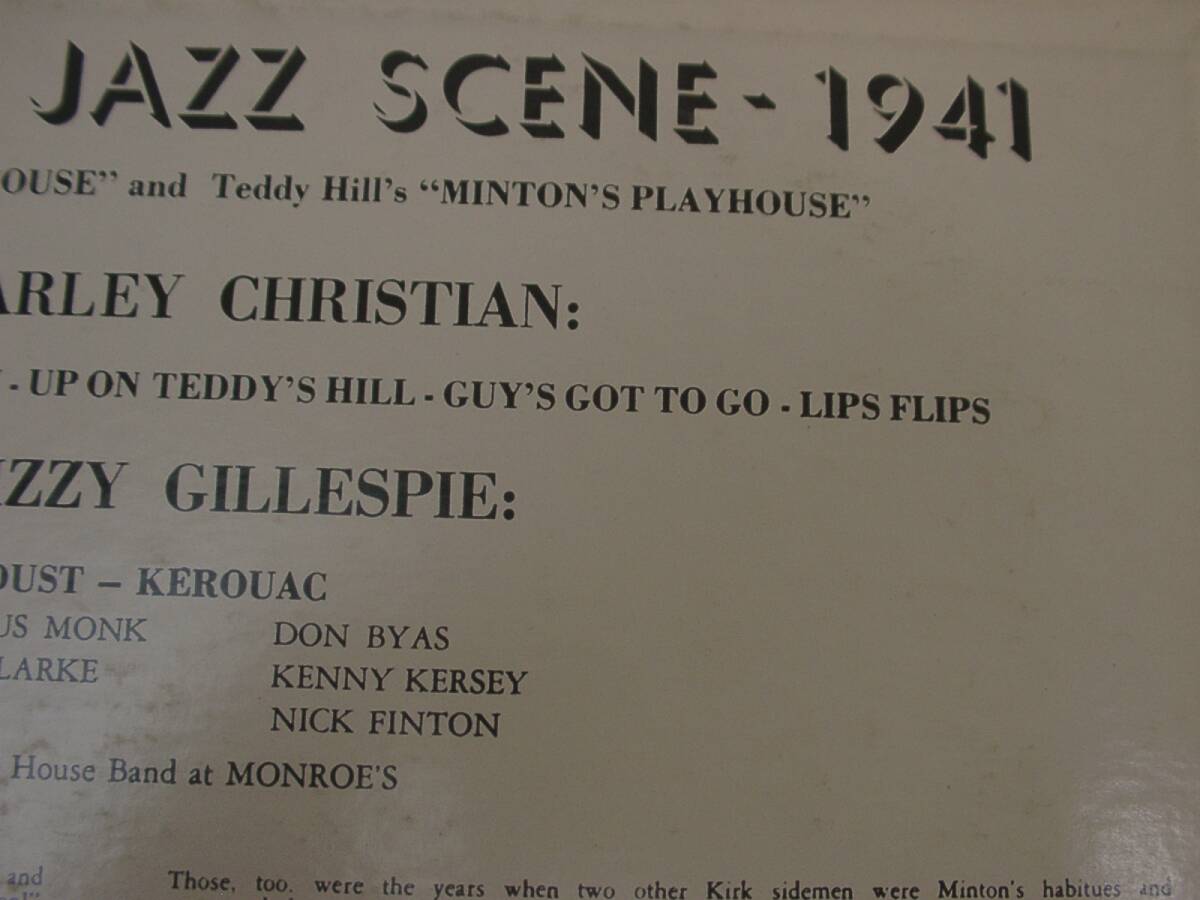 JAZZ SCENE - 1941
OUSE" and Teddy Hill's "MINTON'S PLAYHOUSE"
ARLEY CHRISTIAN:
- UP ON TEDDY'S HILL - GUY'S GOT TO GO - LIPS FLIPS
IZZY GILLESPIE:
DUST – KEROUAC
US MONK DON BYAS
LARKE KENNY KERSEY
NICK FINTON
House Band at MONROE'S
and
Those, too, were the years when two other Kirk sidemen were Minton's habitues and